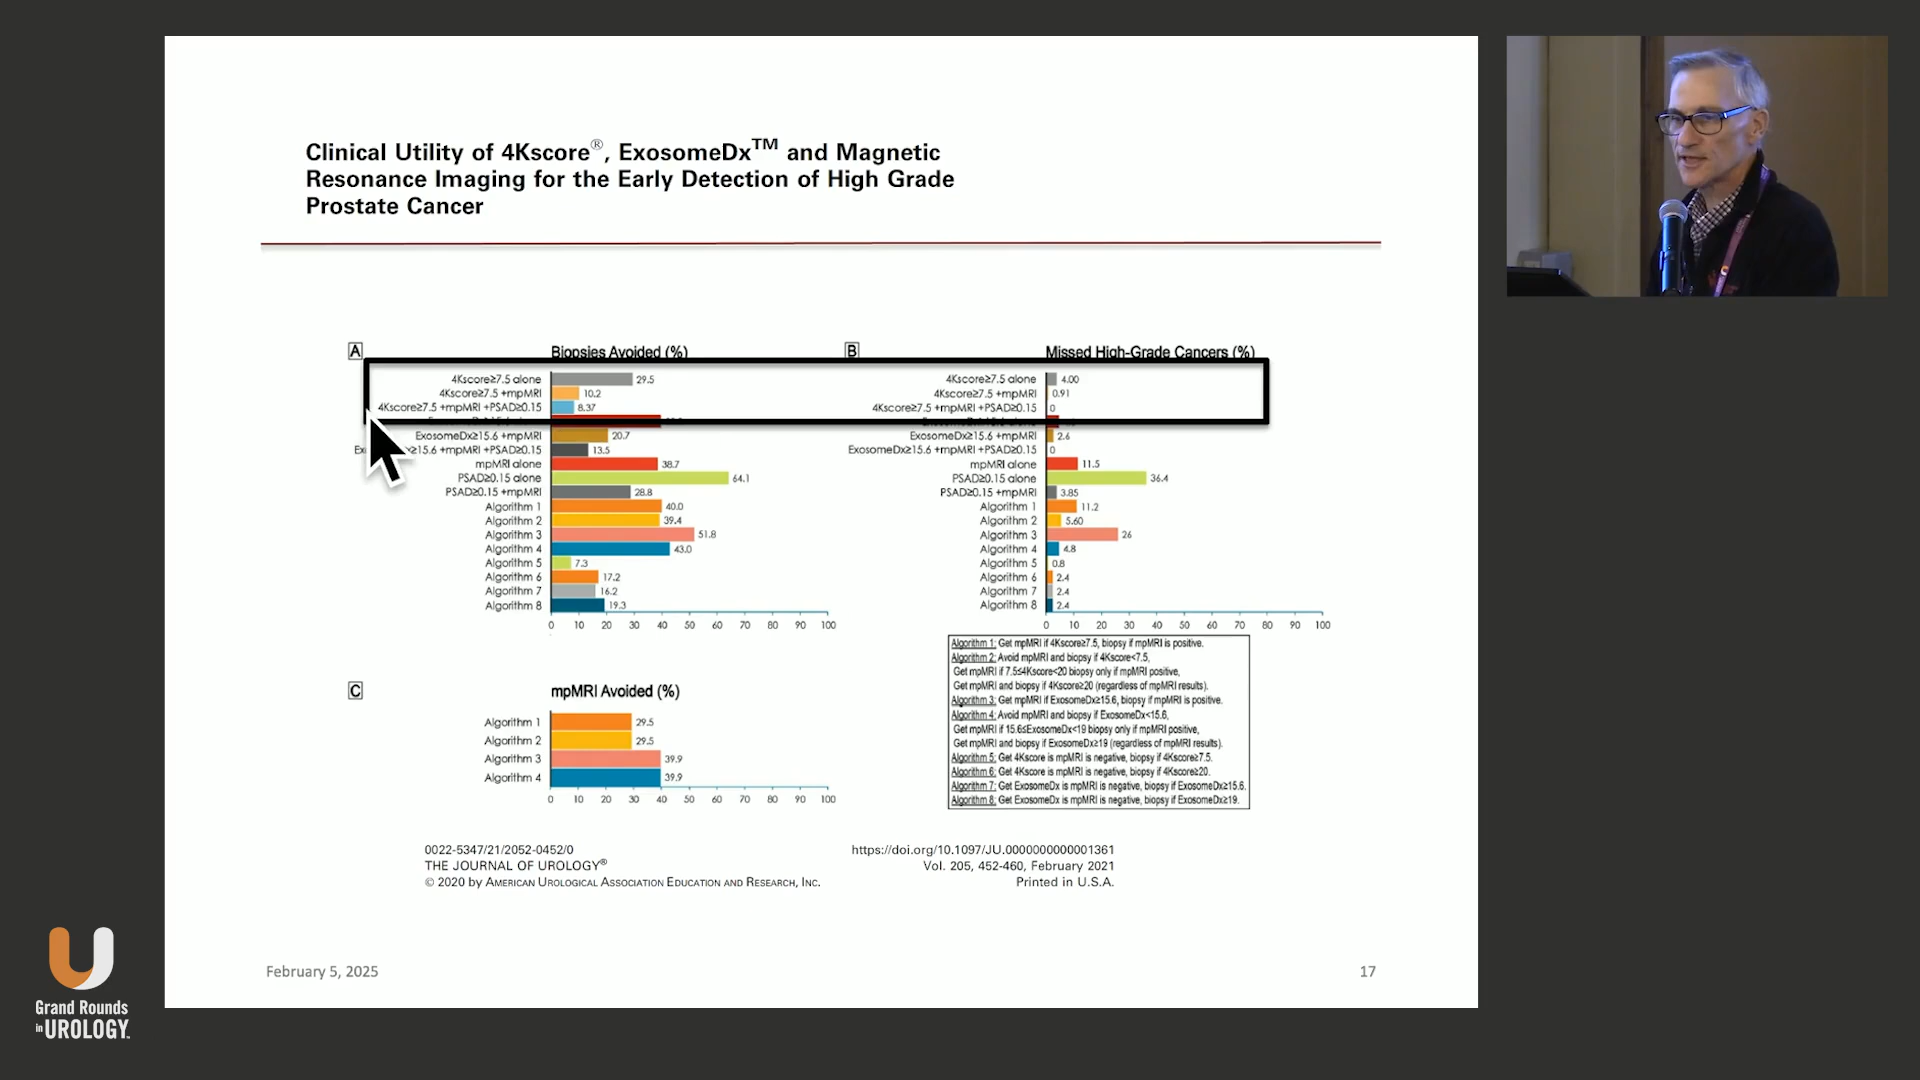 Clinical Utility of 4Kscore®, ExosomeDx™ and Magnetic
Resonance Imaging for the Early Detection of High Grade
Prostate Cancer
A
Biopsies Avoided (%)
4Kscore≥7.5 alone 29.5
4Kscore≥7.5 +mpMRI 10.2
4Kscore≥7.5 +mpMRI +PSAD≥0.15 8.37
ExosomeDx≥15.6 +mpMRI 20.7
≥15.6 +mpMRI +PSAD≥0.15 13.5
mpMRI alone 38.7
PSAD≥0.15 alone 64.1
PSAD≥0.15 +mpMRI 28.8
Algorithm 1 40.0
Algorithm 2 39.4
Algorithm 3 51.8
Algorithm 4 43.0
Algorithm 5 7.3
Algorithm 6 17.2
Algorithm 7 16.2
Algorithm 8 19.3
0 10 20 30 40 50 60 70 80 90 100
B
Missed High-Grade Cancers (%)
4Kscore≥7.5 alone 4.00
4Kscore≥7.5 +mpMRI 0.91
4Kscore≥7.5 +mpMRI +PSAD≥0.15 0
ExosomeDx≥15.6 +mpMRI 2.6
ExosomeDx≥15.6 +mpMRI +PSAD≥0.15 0
mpMRI alone 11.5
PSAD≥0.15 alone 36.4
PSAD≥0.15 +mpMRI 3.85
Algorithm 1 11.2
Algorithm 2 5.60
Algorithm 3 26
Algorithm 4 4.8
Algorithm 5 0.8
Algorithm 6 2.4
Algorithm 7 2.4
Algorithm 8 2.4
0 10 20 30 40 50 60 70 80 90 100
Algorithm 1: Get mpMRI if 4Kscore≥7.5, biopsy if mpMRI is positive.
Algorithm 2: Avoid mpMRI and biopsy if 4Kscore<7.5,
Get mpMRI if 7.5≤4Kscore<20 biopsy only if mpMRI positive,
Get mpMRI and biopsy if 4Kscore≥20 (regardless of mpMRI results).
Algorithm 3: Get mpMRI if ExosomeDx≥15.6, biopsy if mpMRI is positive.
Algorithm 4: Avoid mpMRI and biopsy if ExosomeDx<15.6,
Get mpMRI if 15.6≤ExosomeDx<19 biopsy only if mpMRI positive,
Get mpMRI and biopsy if ExosomeDx≥19 (regardless of mpMRI results).
Algorithm 5: Get 4Kscore is mpMRI is negative, biopsy if 4Kscore≥7.5.
Algorithm 6: Get 4Kscore is mpMRI is negative, biopsy if 4Kscore≥20.
Algorithm 7: Get ExosomeDx is mpMRI is negative, biopsy if ExosomeDx≥15.6.
Algorithm 8: Get ExosomeDx is mpMRI is negative, biopsy if ExosomeDx≥19.
C
mpMRI Avoided (%)
Algorithm 1 29.5
Algorithm 2 29.5
Algorithm 3 39.9
Algorithm 4 39.9
0 10 20 30 40 50 60 70 80 90 100
0022-5347/21/2052-0452/0
THE JOURNAL OF UROLOGY®
© 2020 by AMERICAN UROLOGICAL ASSOCIATION EDUCATION AND RESEARCH, INC.
https://doi.org/10.1097/JU.0000000000001361
Vol. 205, 452-460, February 2021
Printed in U.S.A.
February 5, 2025
17
Grand Rounds
in UROLOGY™